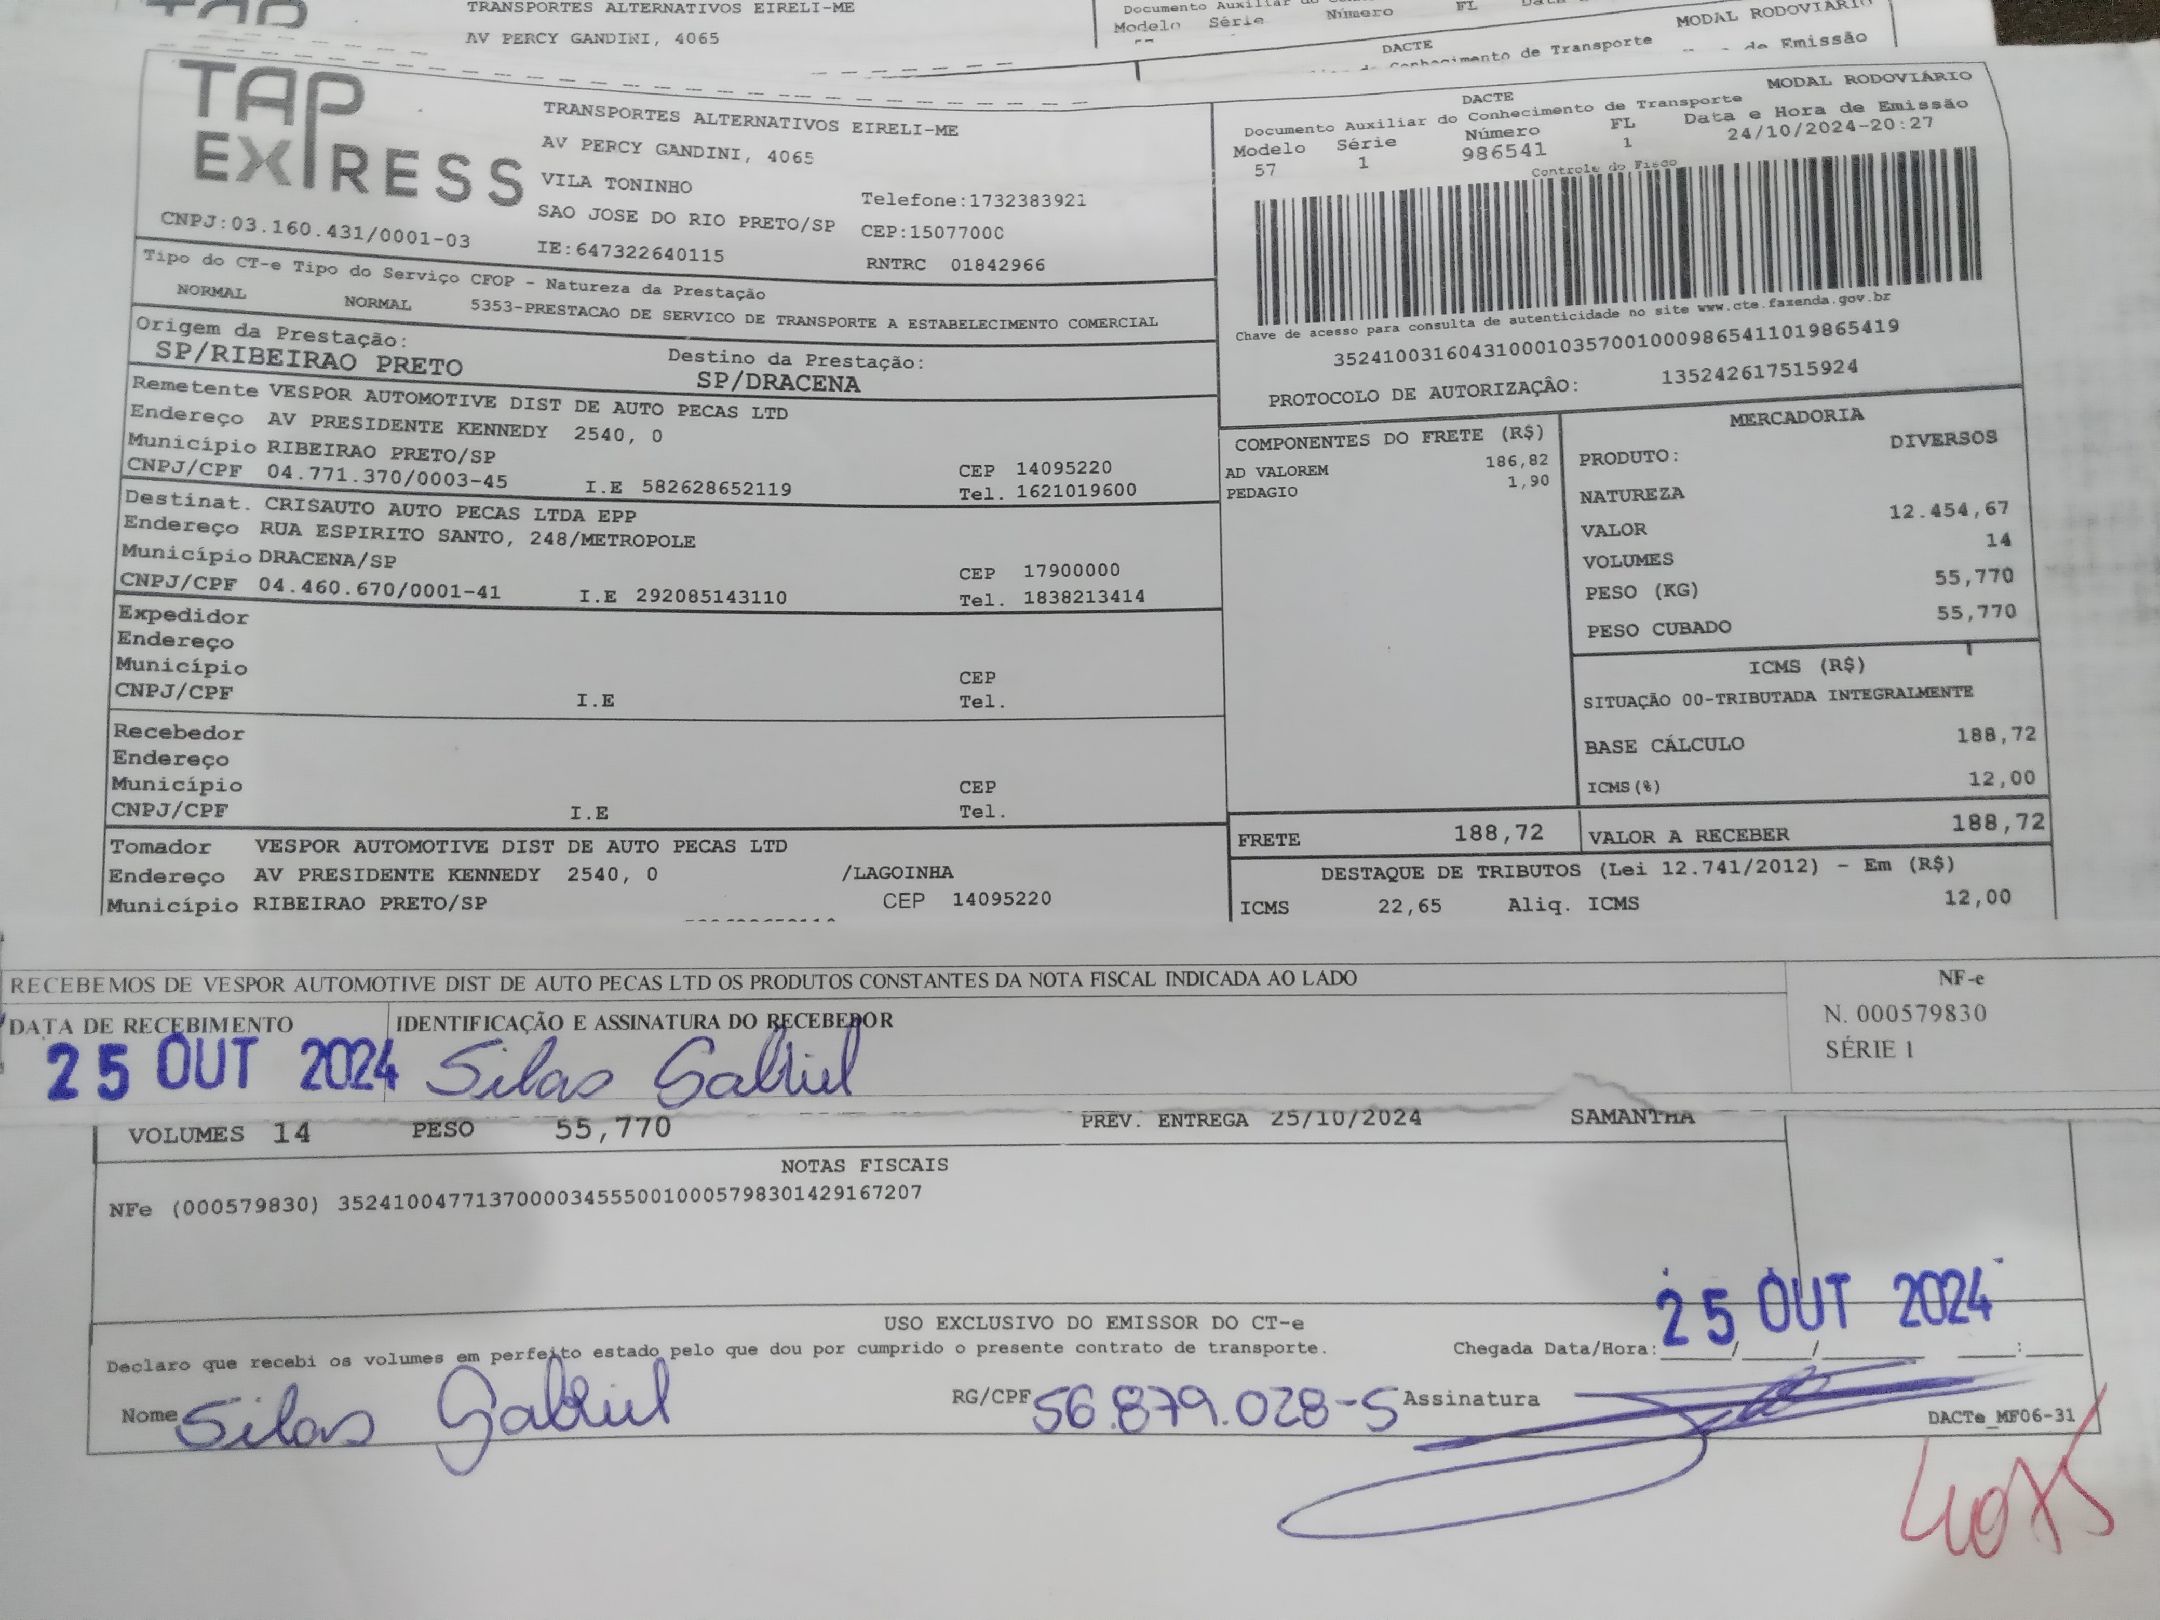 TRANSPORTES ALTERNATIVOS EIRELI-ME
AV PERCY GANDINI, 4065
Modelo Série Número FL
DACTE MODAL RODOVIÁRIO
Conhecimento de Transporte de Emissão
TAP EXPRESS
TRANSPORTES ALTERNATIVOS EIRELI-ME
AV PERCY GANDINI, 4065
VILA TONINHO Telefone:1732383921
SAO JOSE DO RIO PRETO/SP CEP:15077000
CNPJ:03.160.431/0001-03 IE:647322640115 RNTRC 01842966
Tipo do CT-e Tipo do Serviço CFOP - Natureza da Prestação
NORMAL NORMAL 5353-PRESTACAO DE SERVICO DE TRANSPORTE A ESTABELECIMENTO COMERCIAL
Origem da Prestação: Destino da Prestação:
SP/RIBEIRAO PRETO SP/DRACENA
Remetente VESPOR AUTOMOTIVE DIST DE AUTO PECAS LTD
Endereço AV PRESIDENTE KENNEDY 2540, 0
Município RIBEIRAO PRETO/SP CEP 14095220
CNPJ/CPF 04.771.370/0003-45 I.E 582628652119 Tel. 1621019600
Destinat. CRISAUTO AUTO PECAS LTDA EPP
Endereço RUA ESPIRITO SANTO, 248/METROPOLE
Município DRACENA/SP CEP 17900000
CNPJ/CPF 04.460.670/0001-41 I.E 292085143110 Tel. 1838213414
Expedidor
Endereço
Município CEP
CNPJ/CPF I.E Tel.
Recebedor
Endereço
Município CEP
CNPJ/CPF I.E Tel.
Tomador VESPOR AUTOMOTIVE DIST DE AUTO PECAS LTD
Endereço AV PRESIDENTE KENNEDY 2540, 0 /LAGOINHA
Município RIBEIRAO PRETO/SP CEP 14095220
DACTE MODAL RODOVIÁRIO
Documento Auxiliar do Conhecimento de Transporte
Modelo Série Número FL Data e Hora de Emissão
57 1 986541 1 24/10/2024-20:27
Controle do Fisco
Chave de acesso para consulta de autenticidade no site www.cte.fazenda.gov.br
35241003160431000103570010009865411019865419
PROTOCOLO DE AUTORIZAÇÃO: 135242617515924
COMPONENTES DO FRETE (R$)
AD VALOREM 186,82
PEDAGIO 1,90
MERCADORIA
PRODUTO: DIVERSOS
NATUREZA
VALOR 12.454,67
VOLUMES 14
PESO (KG) 55,770
PESO CUBADO 55,770
ICMS (R$)
SITUAÇÃO 00-TRIBUTADA INTEGRALMENTE
BASE CÁLCULO 188,72
ICMS(%) 12,00
FRETE 188,72 VALOR A RECEBER 188,72
DESTAQUE DE TRIBUTOS (Lei 12.741/2012) - Em (R$)
ICMS 22,65 Aliq. ICMS 12,00
RECEBEMOS DE VESPOR AUTOMOTIVE DIST DE AUTO PECAS LTD OS PRODUTOS CONSTANTES DA NOTA FISCAL INDICADA AO LADO
DATA DE RECEBIMENTO IDENTIFICAÇÃO E ASSINATURA DO RECEBEDOR
25 OUT 2024 Silas Gabriel
NF-e
N. 000579830
SÉRIE 1
VOLUMES 14 PESO 55,770 PREV. ENTREGA 25/10/2024 SAMANTHA
NOTAS FISCAIS
NFe (000579830) 35241004771370000345550010005798301429167207
25 OUT 2024
USO EXCLUSIVO DO EMISSOR DO CT-e
Declaro que recebi os volumes em perfeito estado pelo que dou por cumprido o presente contrato de transporte. Chegada Data/Hora:
Nome Silas Gabriel RG/CPF 56.879.028-5 Assinatura
DACTe_MF06-31